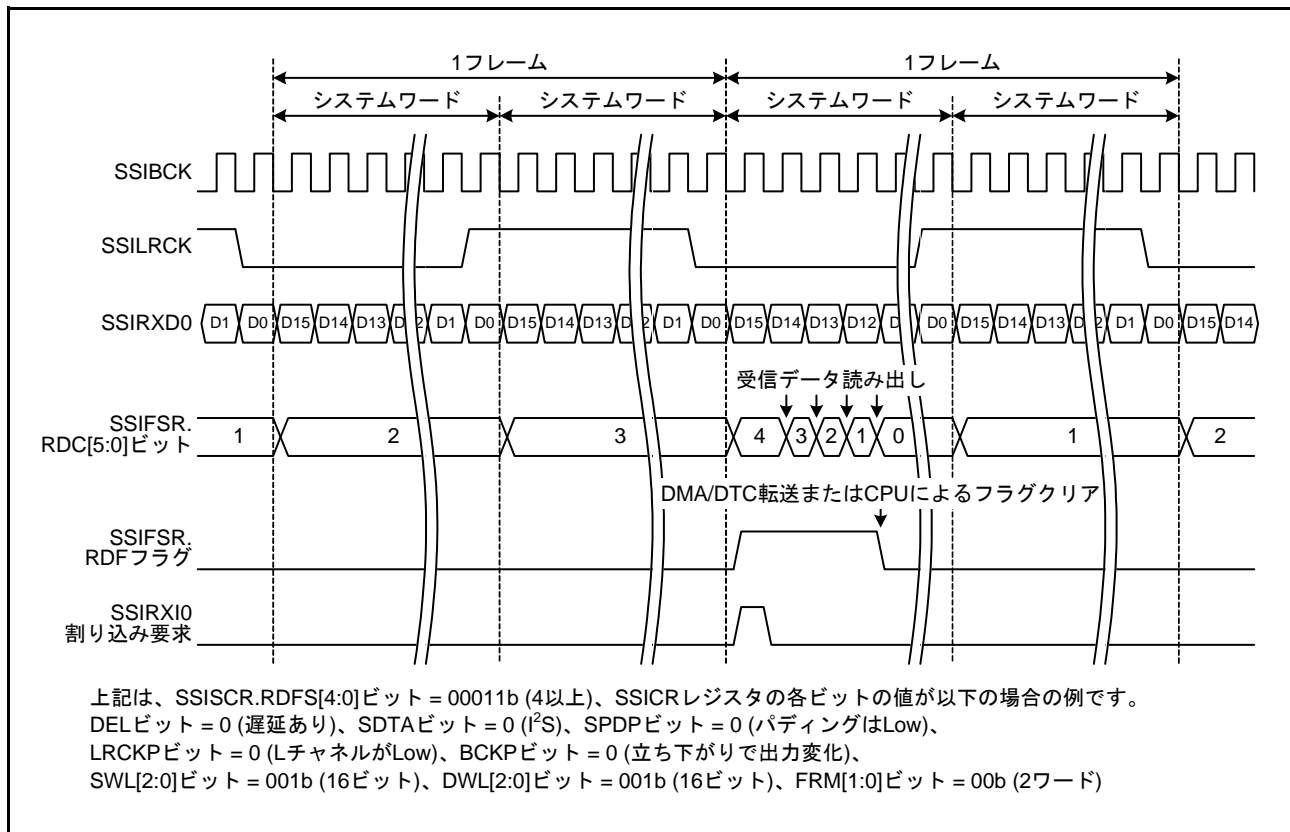 1フレーム 1フレーム
システムワード システムワード システムワード システムワード
SSIBCK
SSILRCK
SSIRXD0 D1 D0 D15 D14 D13 D1 D0 D15 D14 D13 D1 D0 D15 D14 D13 D12 D0 D15 D14 D13 D1 D0 D15 D14
受信データ読み出し
SSIFSR.
RDC[5:0]ビット 1 2 3 4 3 2 1 0 1 2
DMA/DTC転送またはCPUによるフラグクリア
SSIFSR.
RDFフラグ
SSIRXI0
割り込み要求
上記は、SSISCR.RDFS[4:0]ビット = 00011b (4以上)、SSICRレジスタの各ビットの値が以下の場合の例です。
DELビット = 0 (遅延あり)、SDTAビット = 0 (I²S)、SPDPビット = 0 (パディングはLow)、
LRCKPビット = 0 (LチャネルがLow)、BCKPビット = 0 (立ち下がりで出力変化)、
SWL[2:0]ビット = 001b (16ビット)、DWL[2:0]ビット = 001b (16ビット)、FRM[1:0]ビット = 00b (2ワード)